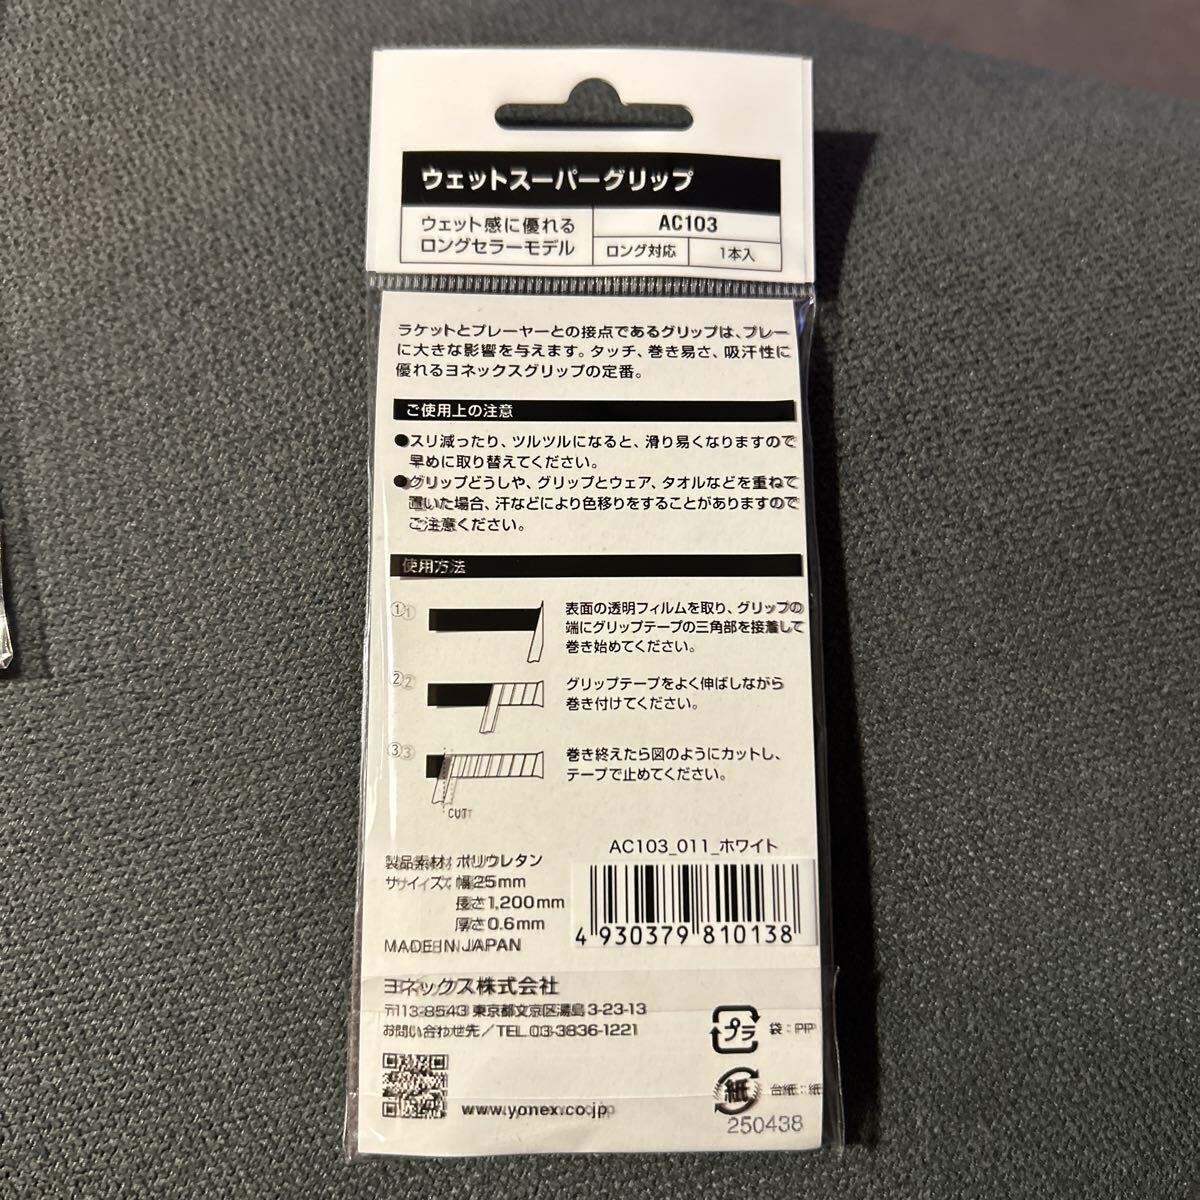 ウェットスーパーグリップ
ウェット感に優れる
ロングセラーモデル
AC103
ロング対応
1本入
ラケットとプレーヤーとの接点であるグリップは、プレー
に大きな影響を与えます。タッチ、巻き易さ、吸汗性に
優れるヨネックスグリップの定番。
ご使用上の注意
●スリ減ったり、ツルツルになると、滑り易くなりますので
早めに取り替えてください。
●グリップどうしや、グリップとウェア、タオルなどを重ねて
置いた場合、汗などにより色移りをすることがありますので
ご注意ください。
使用方法
①
表面の透明フィルムを取り、グリップの
端にグリップテープの三角部を接着して
巻き始めてください。
②
グリップテープをよく伸ばしながら
巻き付けてください。
③
巻き終えたら図のようにカットし、
テープで止めてください。
CUT
AC103_011_ホワイト
製品素材: ポリウレタン
サイズ: 幅25mm
長さ1,200mm
厚さ0.6mm
MADE IN JAPAN
4 930379 810138
ヨネックス株式会社
〒113-8543 東京都文京区湯島3-23-13
お問い合わせ先/TEL.03-3836-1221
プラ
袋:PP
紙
台紙:紙
www.yonex.co.jp
250438